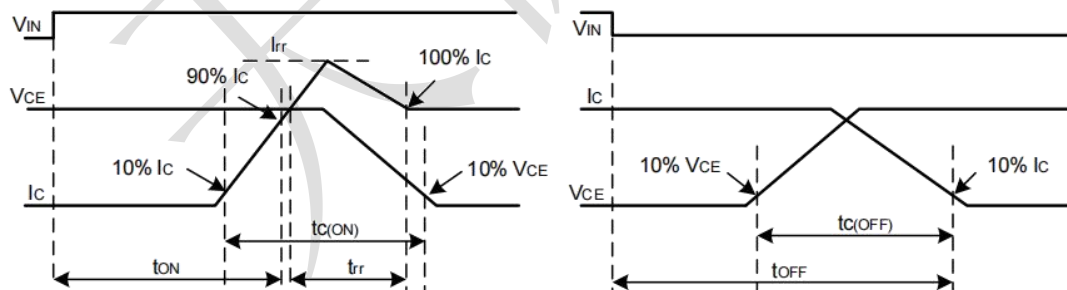 VIN
Irr
90% IC
100% IC
VCE
10% IC
10% VCE
IC
tC(ON)
tON
trr
VIN
IC
10% VCE
10% IC
VCE
tC(OFF)
tOFF